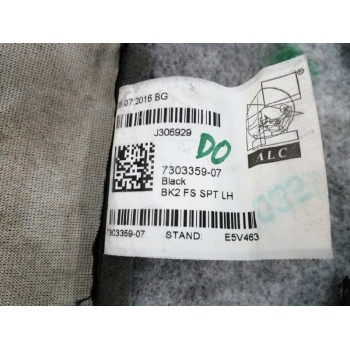 .07.2016 BG
J306929
DO
ALC
7303359-07
Black
BK2 FS SPT LH
7303359-07 STAND: E5V463